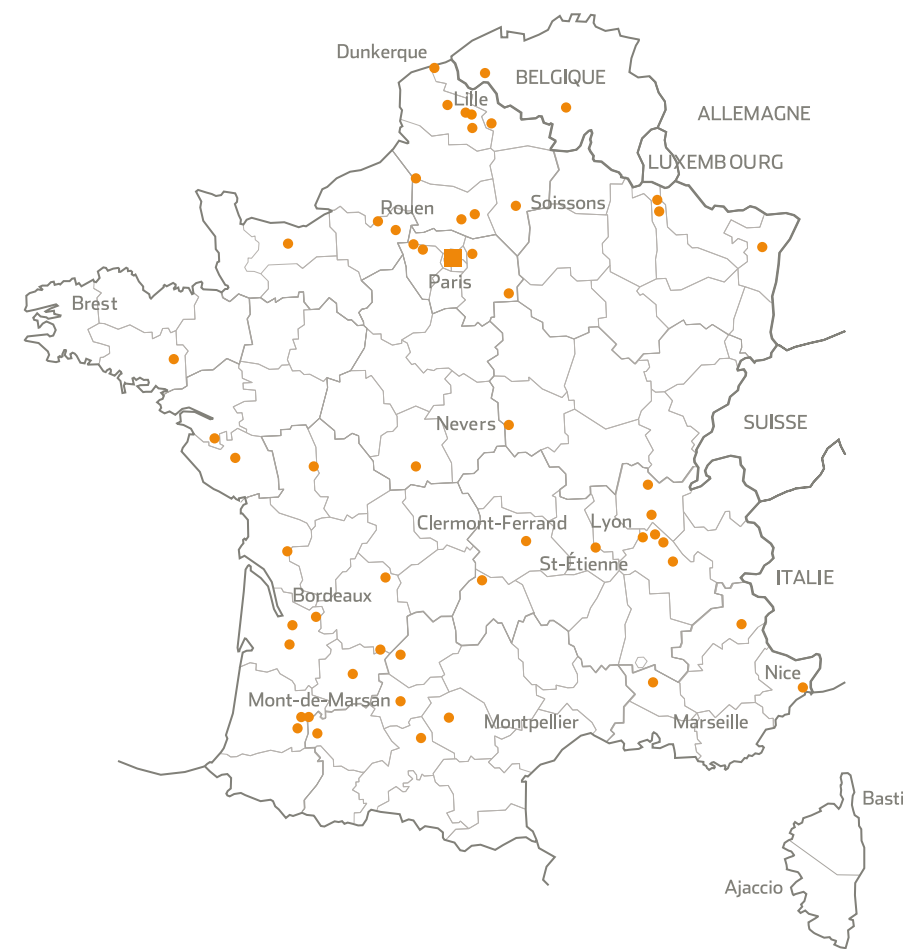 Dunkerque
BELGIQUE
Lille
ALLEMAGNE
LUXEMBOURG
Rouen
Soissons
Paris
Brest
Nevers
SUISSE
Clermont-Ferrand
Lyon
St-Étienne
ITALIE
Bordeaux
Nice
Mont-de-Marsan
Montpellier
Marseille
Basti
Ajaccio